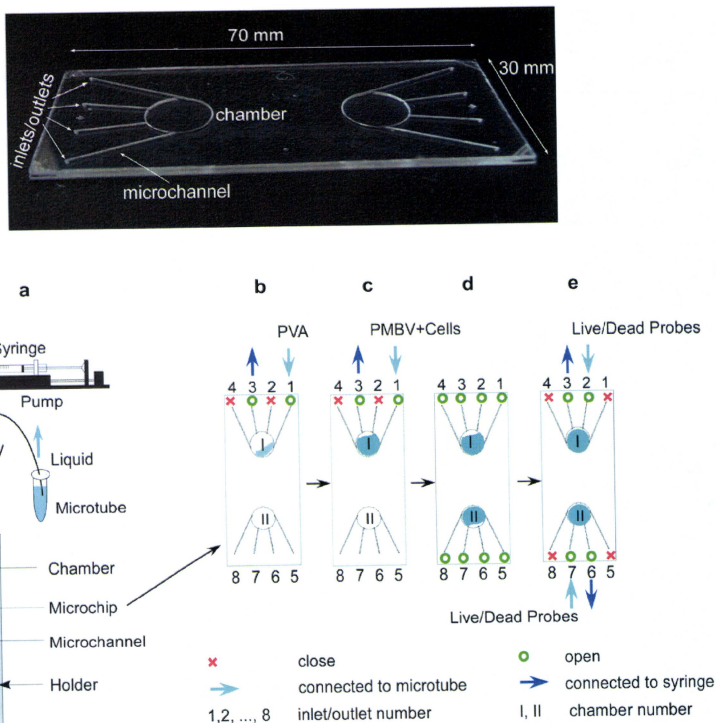 70 mm
30 mm
inlets/outlets
chamber
microchannel
a
b
c
d
e
Syringe
Pump
Liquid
Microtube
Chamber
Microchip
Microchannel
Holder
PVA
PMBV+Cells
Live/Dead Probes
4 3 2 1
4 3 2 1
4 3 2 1
4 3 2 1
I
I
I
I
II
II
II
II
8 7 6 5
8 7 6 5
8 7 6 5
8 7 6 5
Live/Dead Probes
close
open
connected to microtube
connected to syringe
1,2, ..., 8 inlet/outlet number
I, II chamber number